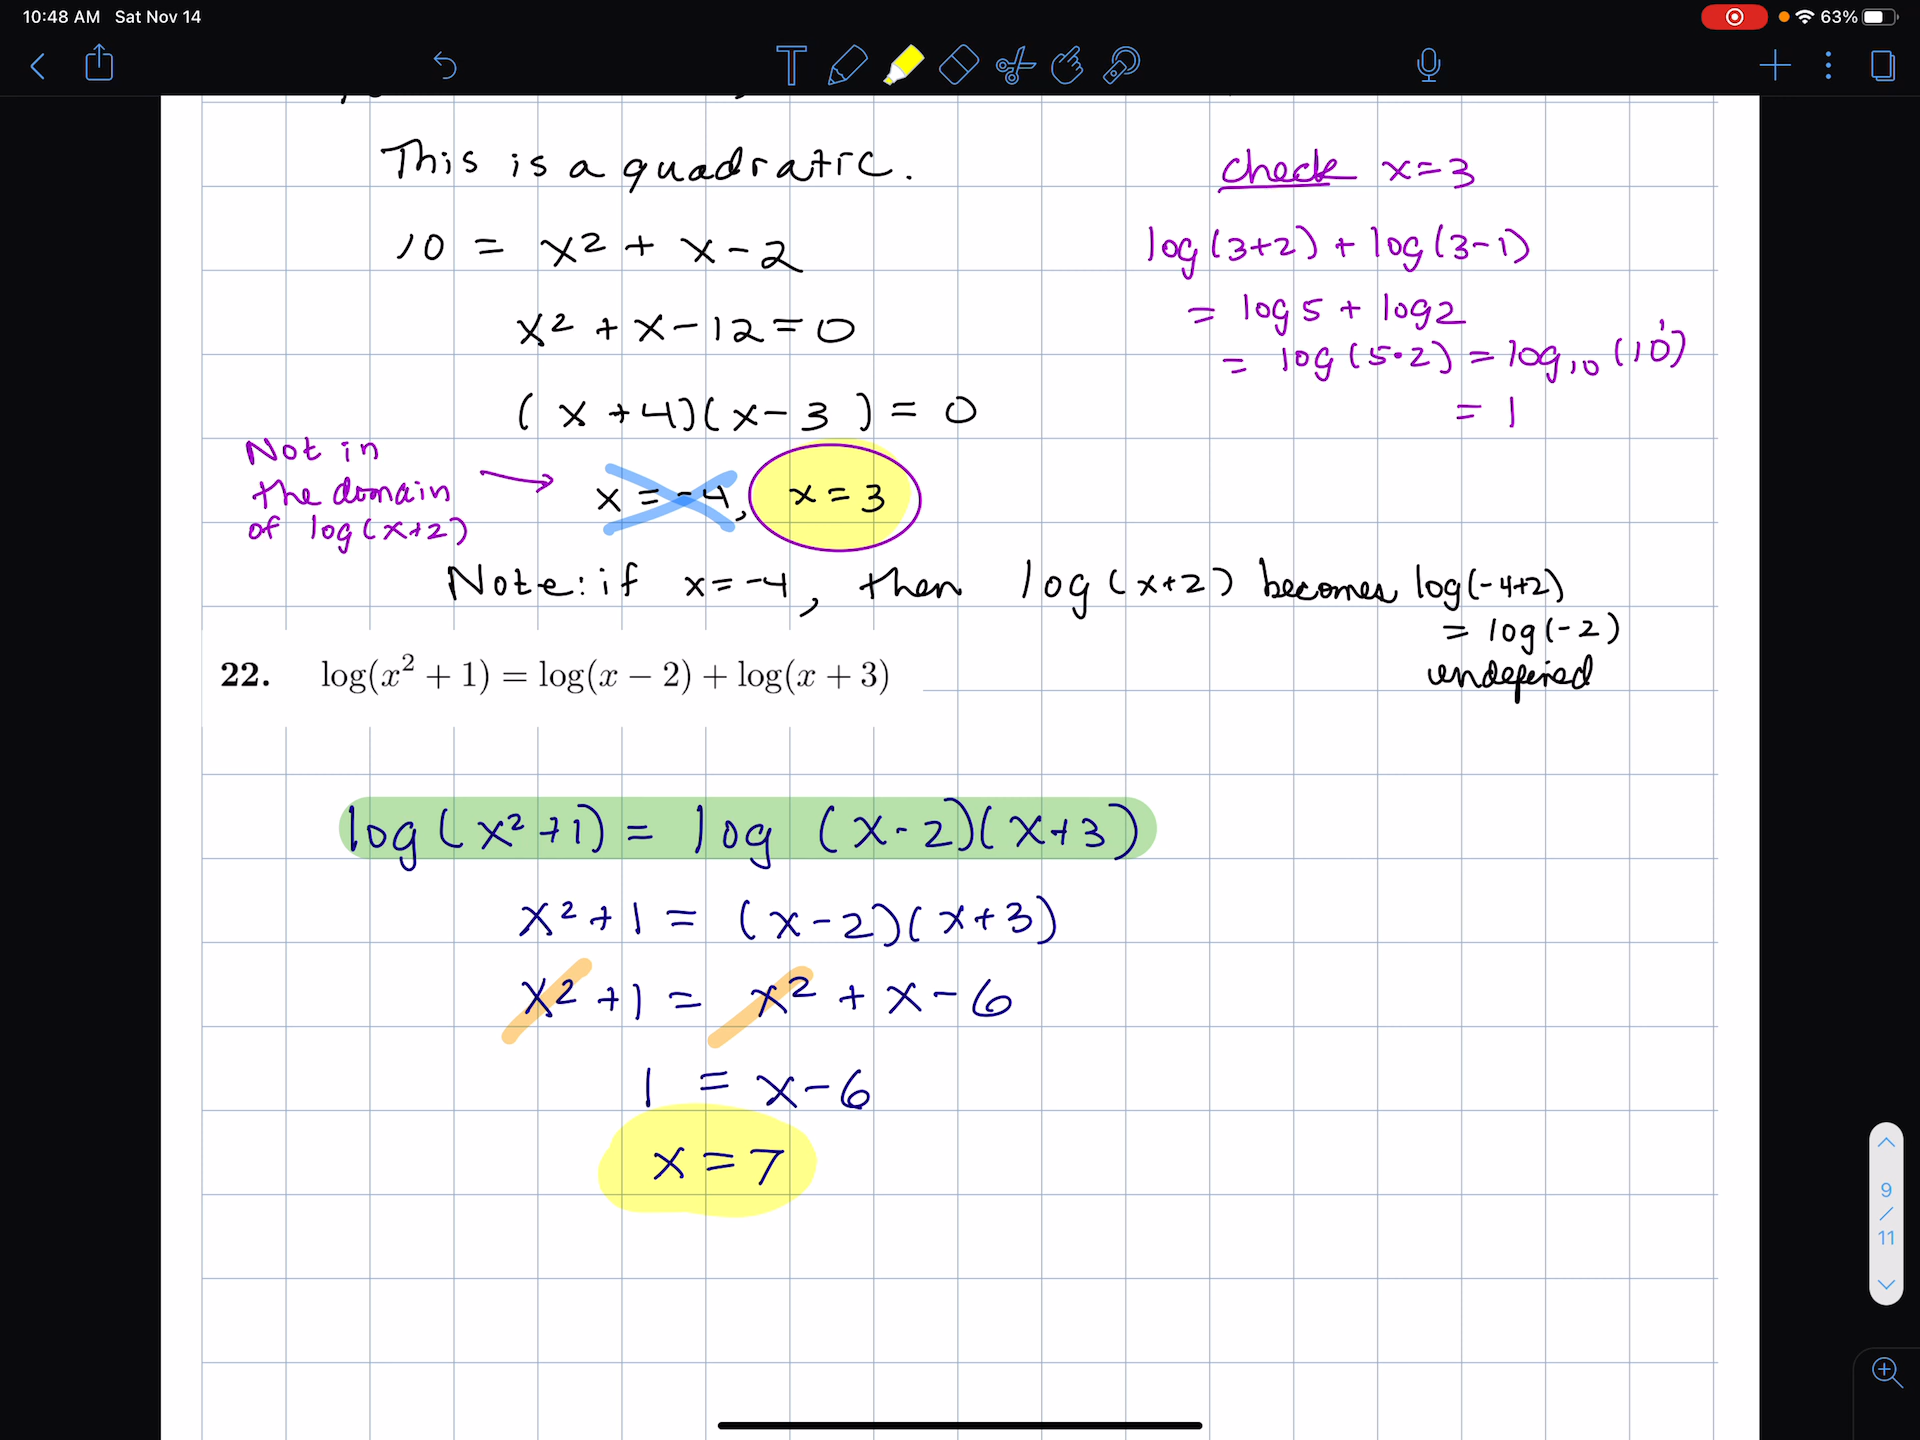 10:48 AM Sat Nov 14
63%
This is a quadratic.
10 = x² + x - 2
x² + x - 12 = 0
(x + 4)(x - 3) = 0
Not in
the domain
of log(x+2)
x = -4, x = 3
check x = 3
log(3+2) + log(3-1)
= log 5 + log 2
= log(5·2) = log₁₀(10¹)
= 1
Note: if x = -4, then log(x+2) becomes log(-4+2)
= log(-2)
undefined
22. log(x² + 1) = log(x − 2) + log(x + 3)
log(x² + 1) = log (x - 2)(x + 3)
x² + 1 = (x - 2)(x + 3)
x² + 1 = x² + x - 6
1 = x - 6
x = 7
9
/
11